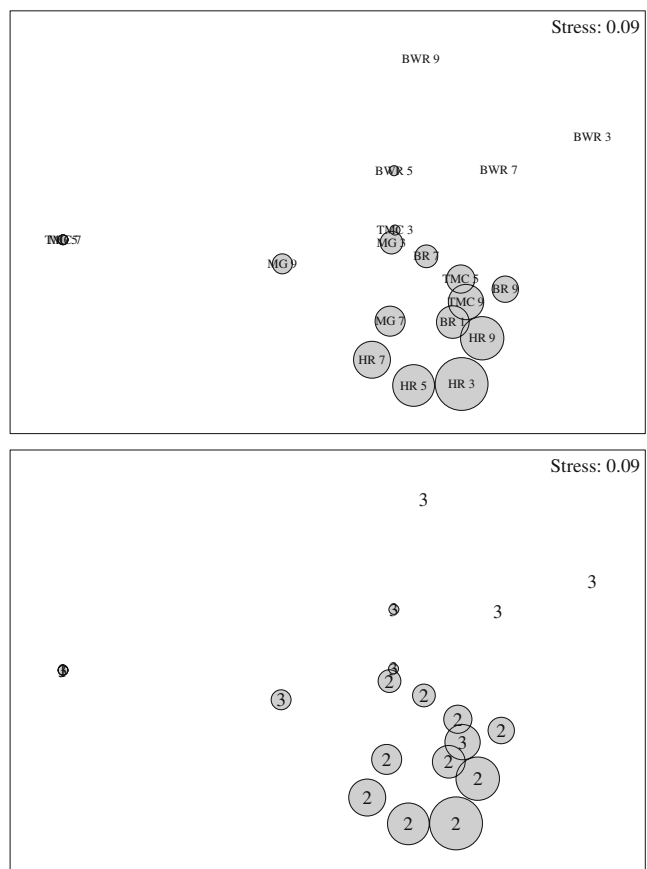 Stress: 0.09
BWR 9
BWR 3
BWR 5
BWR 7
TMC 3
MG 3
BR 7
MG 9
TMC 5
BR 9
TMC 9
MG 7
BR 1
HR 9
HR 7
HR 5
HR 3
Stress: 0.09
3
3
3
3
3
2
2
3
2
2
3
2
2
2
2
2
2